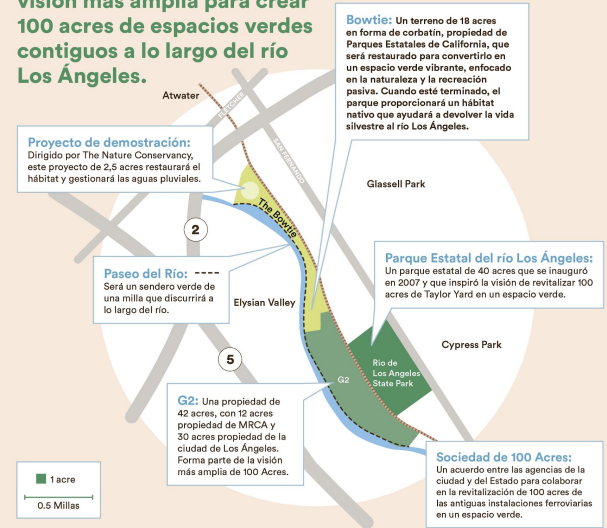 visión más amplia para crear
100 acres de espacios verdes
contiguos a lo largo del río
Los Ángeles.
Bowtie: Un terreno de 18 acres
en forma de corbatín, propiedad de
Parques Estatales de California, que
será restaurado para convertirlo en
un espacio verde vibrante, enfocado
en la naturaleza y la recreación
pasiva. Cuando esté terminado, el
parque proporcionará un hábitat
nativo que ayudará a devolver la vida
silvestre al río Los Ángeles.
Atwater
FLETCHER
SAN FERNANDO
Proyecto de demostración:
Dirigido por The Nature Conservancy,
este proyecto de 2,5 acres restaurará el
hábitat y gestionará las aguas pluviales.
Glassell Park
The Bowtie
2
Paseo del Río: ----
Será un sendero verde de
una milla que discurrirá a
lo largo del río.
Elysian Valley
Parque Estatal del río Los Ángeles:
Un parque estatal de 40 acres que se inauguró
en 2007 y que inspiró la visión de revitalizar 100
acres de Taylor Yard en un espacio verde.
Cypress Park
5
Rio de
Los Angeles
State Park
G2
G2: Una propiedad de
42 acres, con 12 acres
propiedad de MRCA y
30 acres propiedad de la
ciudad de Los Ángeles.
Forma parte de la visión
más amplia de 100 Acres.
Sociedad de 100 Acres:
Un acuerdo entre las agencias de la
ciudad y del Estado para colaborar
en la revitalización de 100 acres de
las antiguas instalaciones ferroviarias
en un espacio verde.
1 acre
0.5 Millas